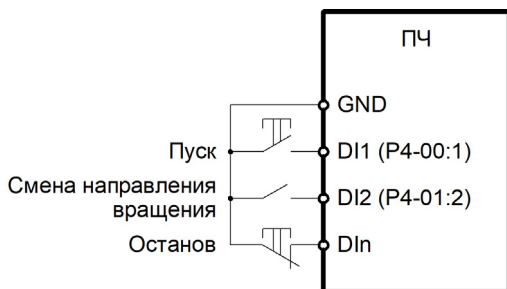 ПЧ
GND
Пуск
DI1 (P4-00:1)
Смена направления
вращения
DI2 (P4-01:2)
Останов
DIn